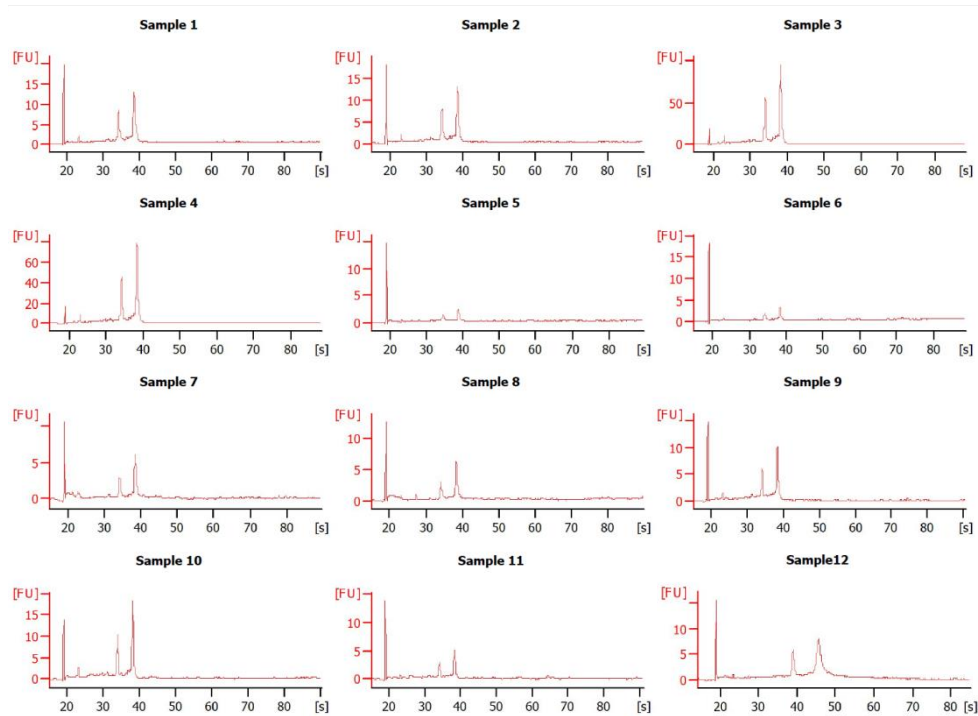 Sample 1 Sample 2 Sample 3
[FU] [FU] [FU]
15 15
10 10 50
5 5
0 0 0
20 30 40 50 60 70 80 [s] 20 30 40 50 60 70 80 [s] 20 30 40 50 60 70 80 [s]
Sample 4 Sample 5 Sample 6
[FU] [FU] [FU]
60 10 15
40 10
20 5 5
0 0 0
20 30 40 50 60 70 80 [s] 20 30 40 50 60 70 80 [s] 20 30 40 50 60 70 80 [s]
Sample 7 Sample 8 Sample 9
[FU] [FU] [FU]
5 10 10
5 5
0 0 0
20 30 40 50 60 70 80 [s] 20 30 40 50 60 70 80 [s] 20 30 40 50 60 70 80 [s]
Sample 10 Sample 11 Sample12
[FU] [FU] [FU]
15 10 10
10
5 5 5
0 0 0
20 30 40 50 60 70 80 [s] 20 30 40 50 60 70 80 [s] 20 30 40 50 60 70 80 [s]